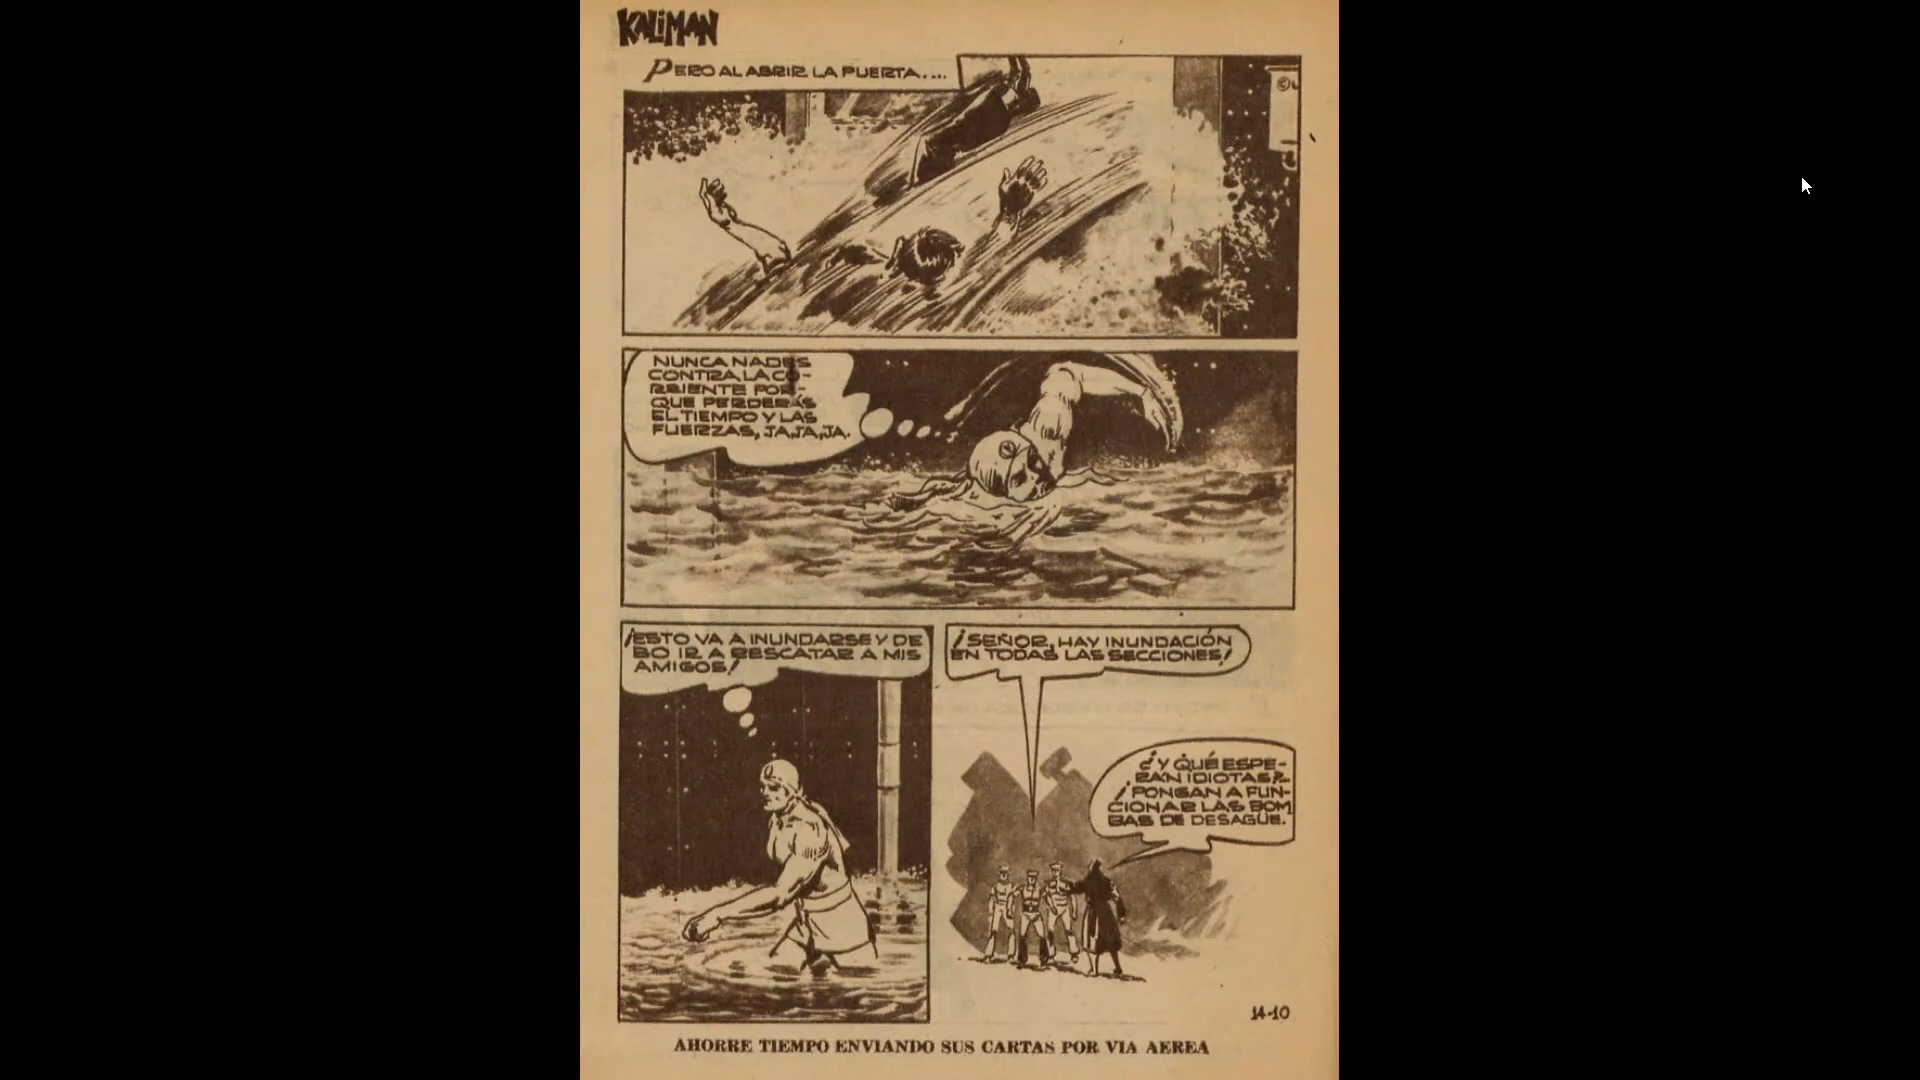 KALIMAN
PERO AL ABRIR LA PUERTA....
NUNCA NADES
CONTRA LA CO-
RRIENTE POR-
QUE PERDERÁS
EL TIEMPO Y LAS
FUERZAS, JA, JA, JA.
¡ESTO VA A INUNDARSE Y DE
BO IR A RESCATAR A MIS
AMIGOS!
¡SEÑOR, HAY INUNDACIÓN
EN TODAS LAS SECCIONES!
¿Y QUÉ ESPE-
RAN IDIOTAS?..
¡PONGAN A FUN-
CIONAR LAS BOM
BAS DE DESAGÜE.
14-10
AHORRE TIEMPO ENVIANDO SUS CARTAS POR VIA AEREA